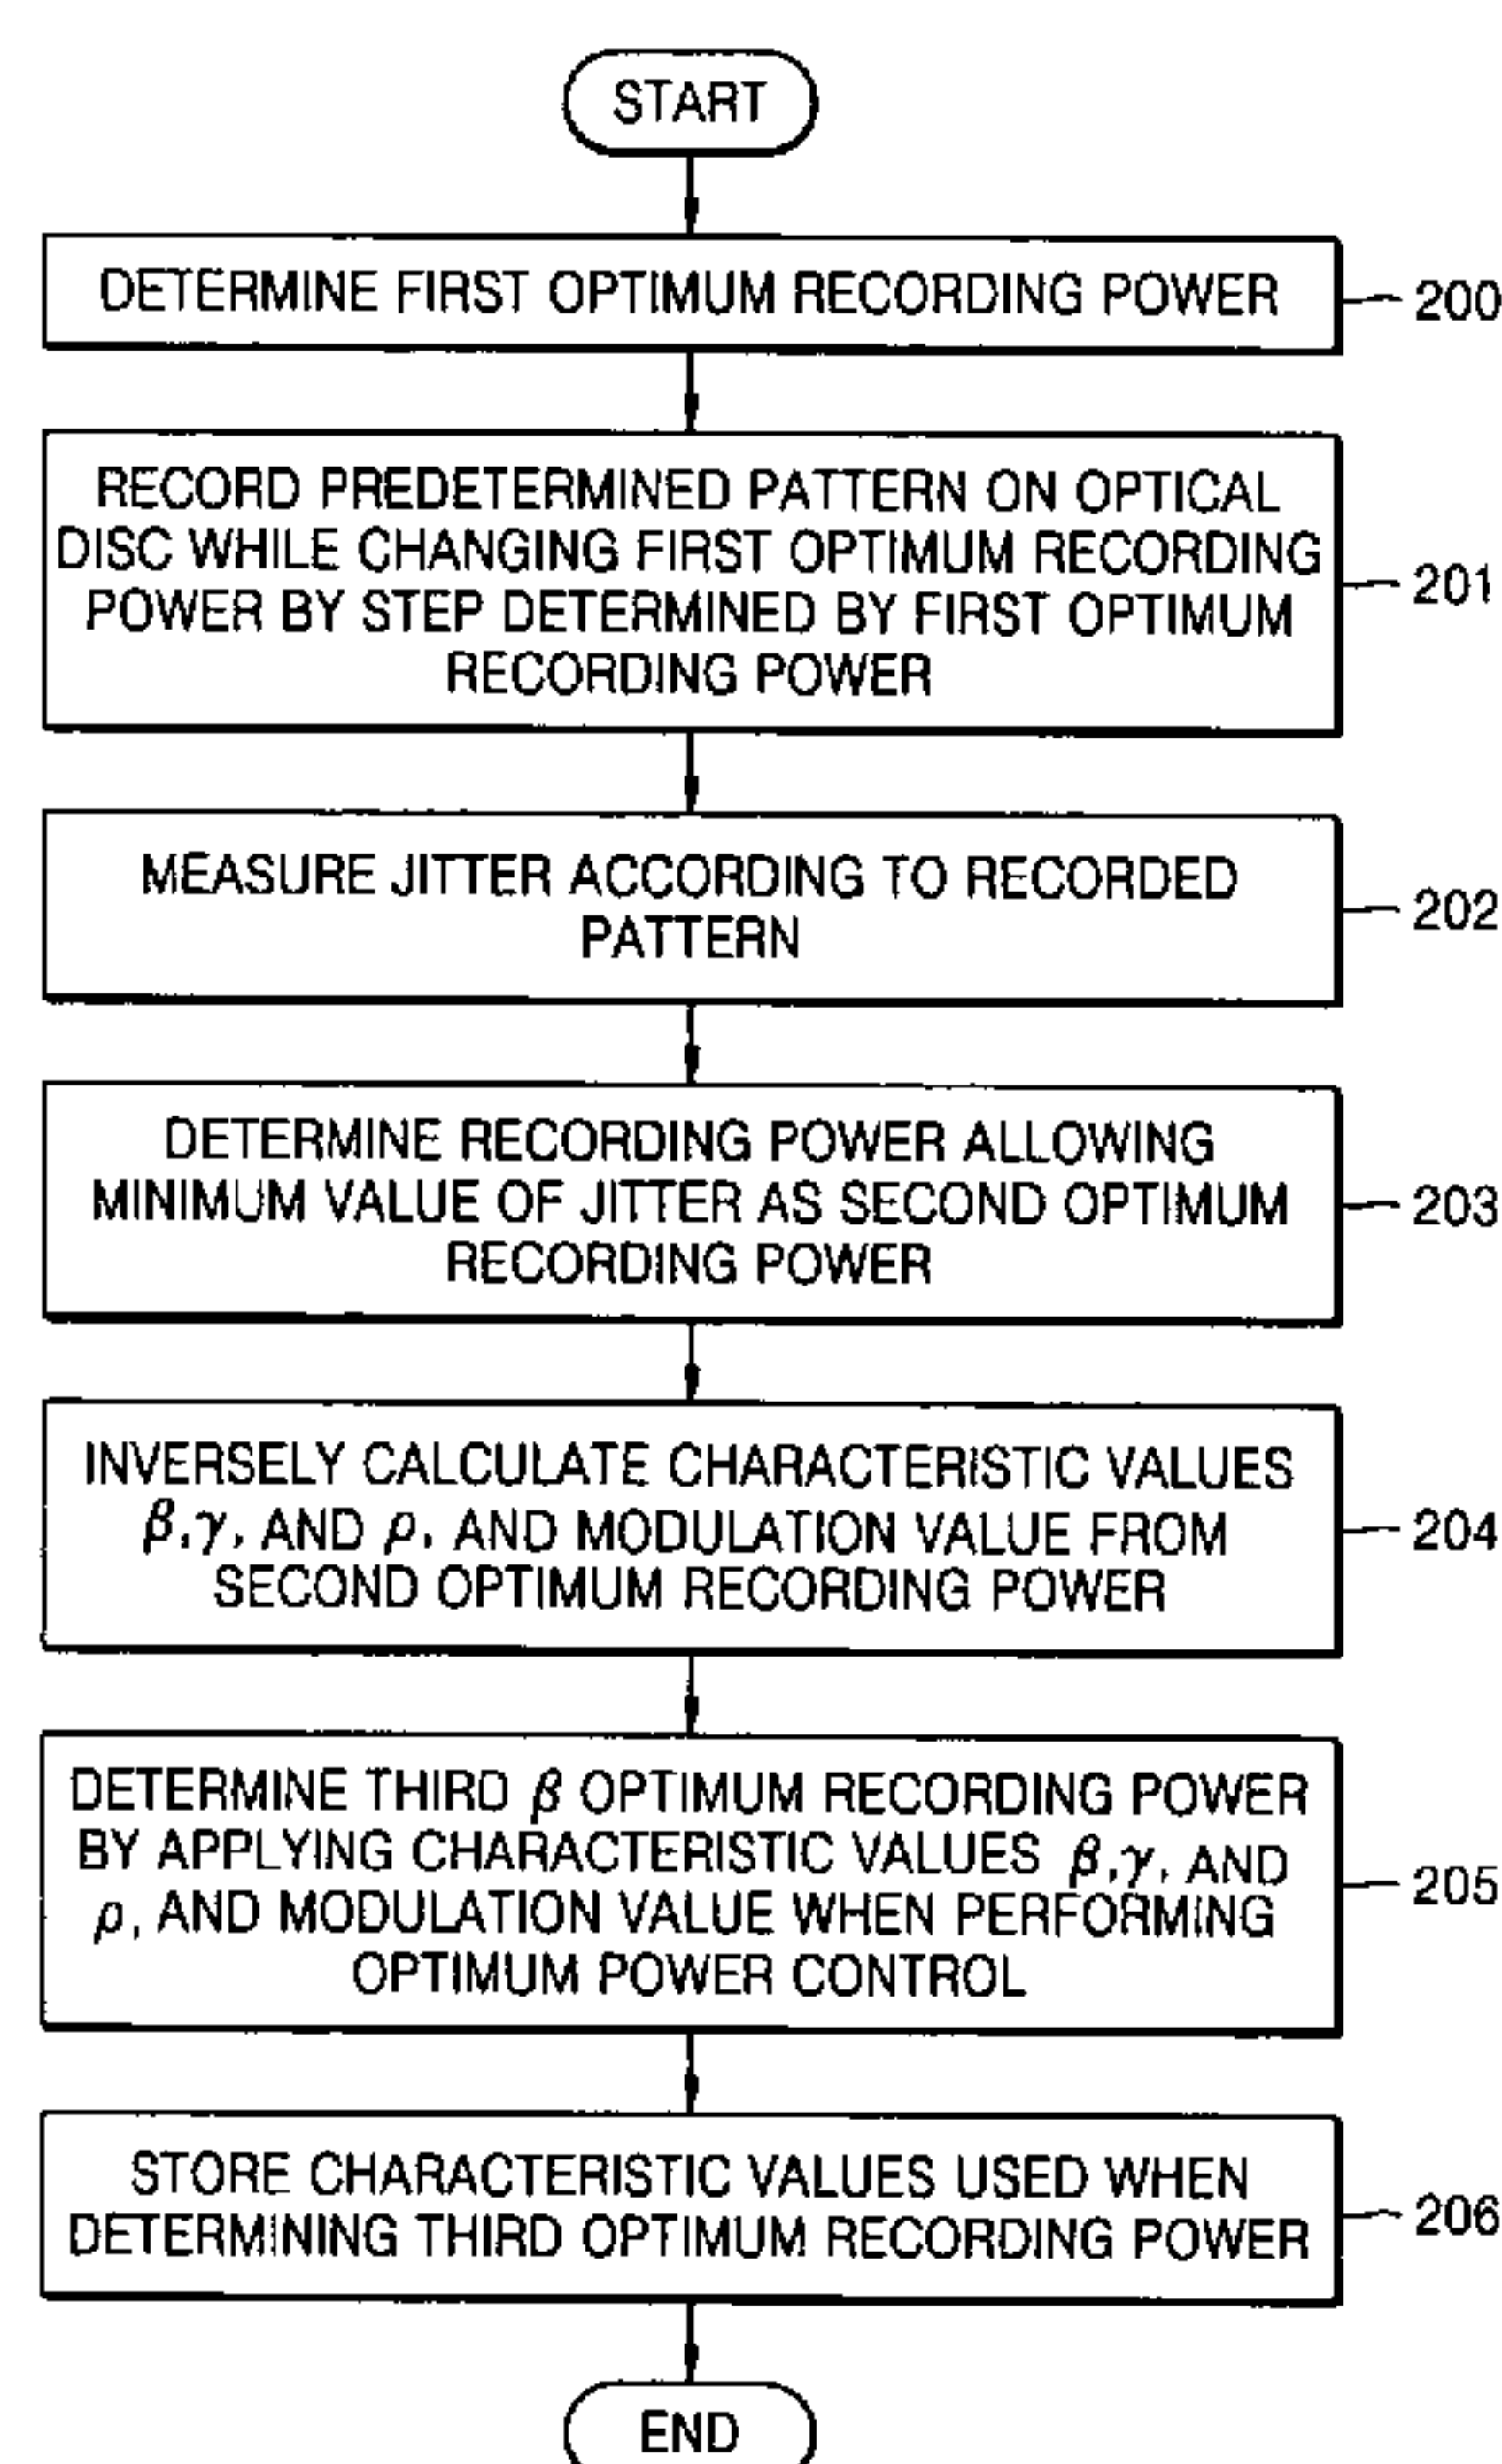 START
DETERMINE FIRST OPTIMUM RECORDING POWER
200
RECORD PREDETERMINED PATTERN ON OPTICAL
DISC WHILE CHANGING FIRST OPTIMUM RECORDING
POWER BY STEP DETERMINED BY FIRST OPTIMUM
RECORDING POWER
201
MEASURE JITTER ACCORDING TO RECORDED
PATTERN
202
DETERMINE RECORDING POWER ALLOWING
MINIMUM VALUE OF JITTER AS SECOND OPTIMUM
RECORDING POWER
203
INVERSELY CALCULATE CHARACTERISTIC VALUES
β, γ, AND ρ, AND MODULATION VALUE FROM
SECOND OPTIMUM RECORDING POWER
204
DETERMINE THIRD β OPTIMUM RECORDING POWER
BY APPLYING CHARACTERISTIC VALUES β, γ, AND
ρ, AND MODULATION VALUE WHEN PERFORMING
OPTIMUM POWER CONTROL
205
STORE CHARACTERISTIC VALUES USED WHEN
DETERMINING THIRD OPTIMUM RECORDING POWER
206
END